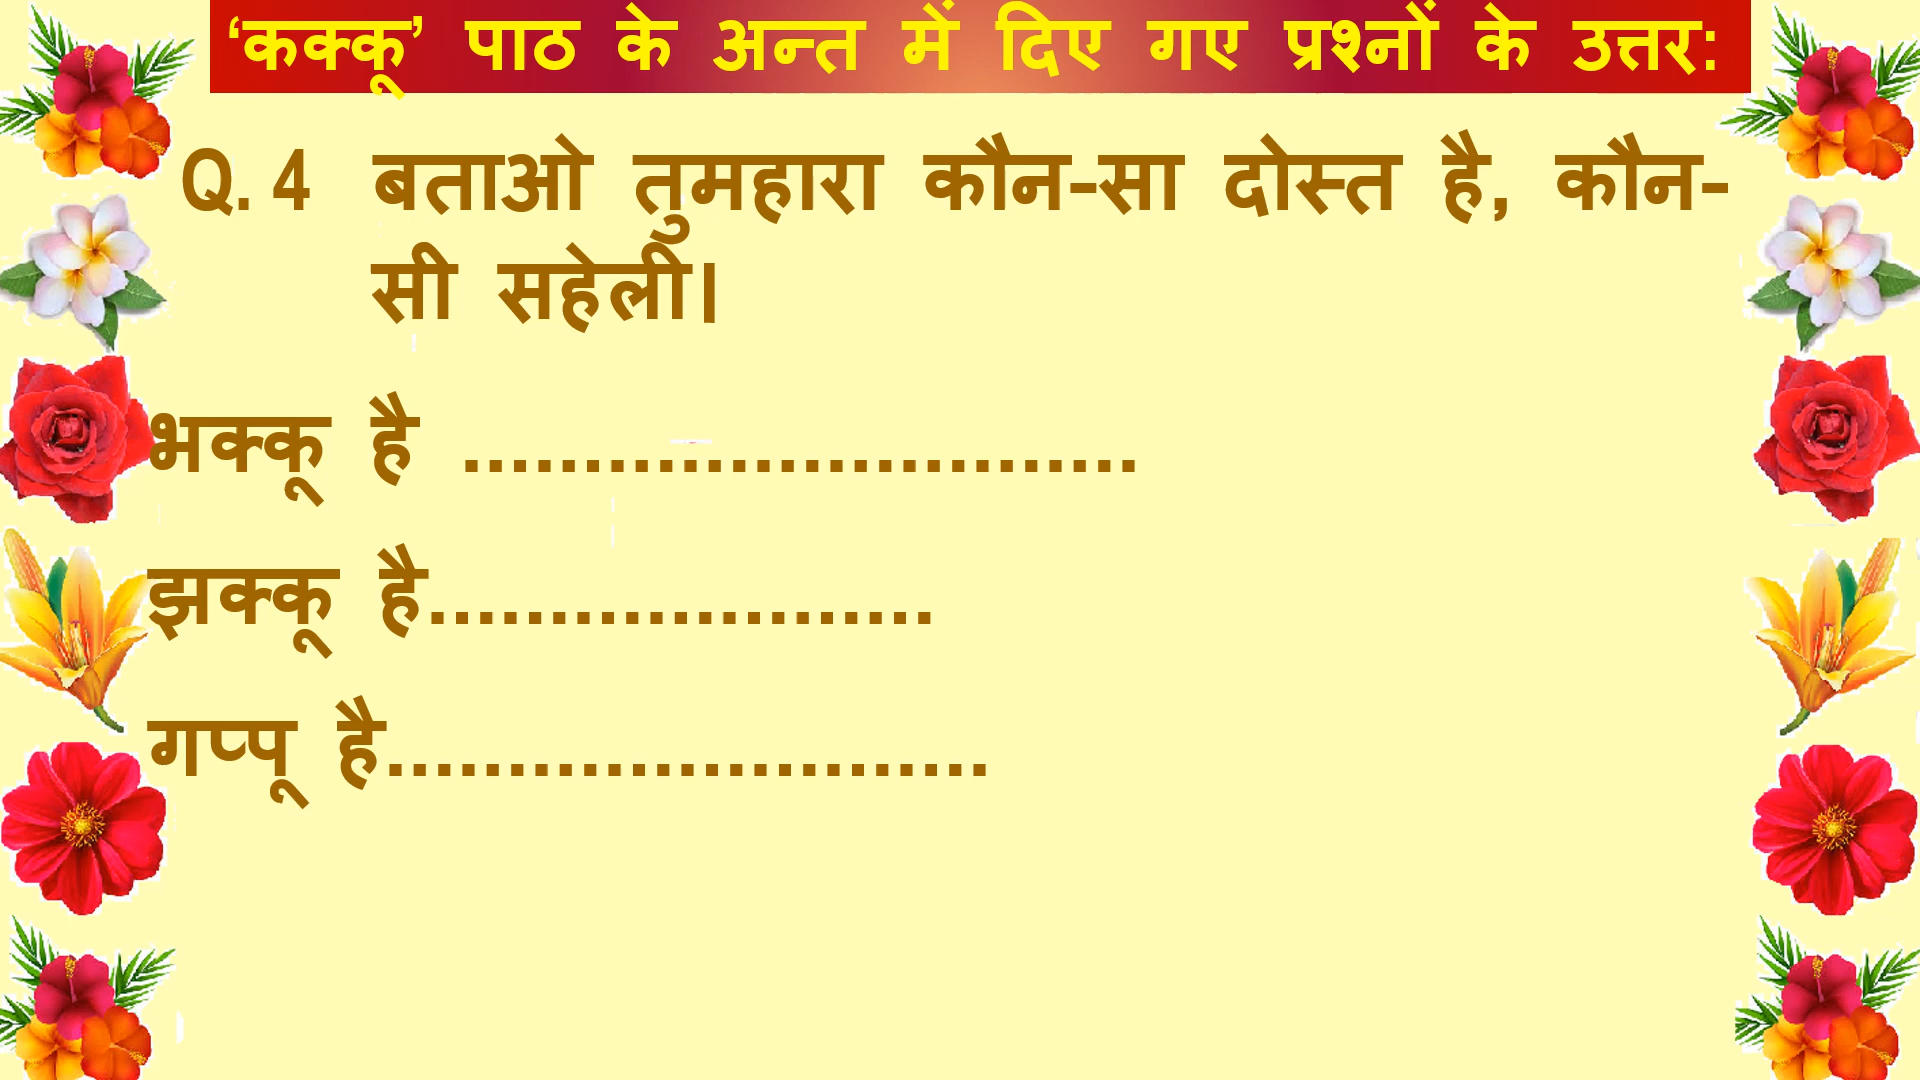 ‘कक्कू’ पाठ के अन्त में दिए गए प्रश्नों के उत्तर:
Q. 4 बताओ तुमहारा कौन-सा दोस्त है, कौन-
सी सहेली।
भक्कू है ............................
झक्कू है.....................
गप्पू है.........................